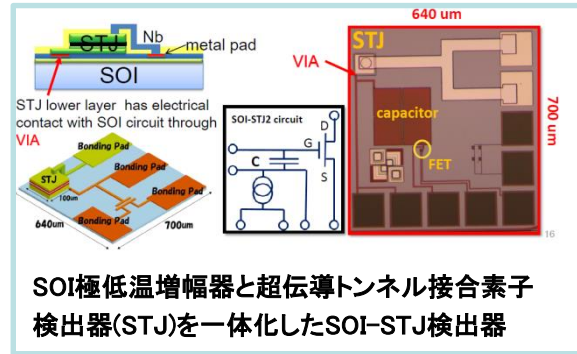 Nb
STJ
metal pad
SOI
STJ lower layer has electrical
contact with SOI circuit through
VIA
Bonding Pad
Bonding Pad
Bonding Pad
Bonding Pad
STJ
100um
640um
700um
SOI-STJ2 circuit
D
G
C
S
640 um
STJ
VIA
capacitor
FET
700 um
16
SOI極低温増幅器と超伝導トンネル接合素子
検出器(STJ)を一体化したSOI-STJ検出器